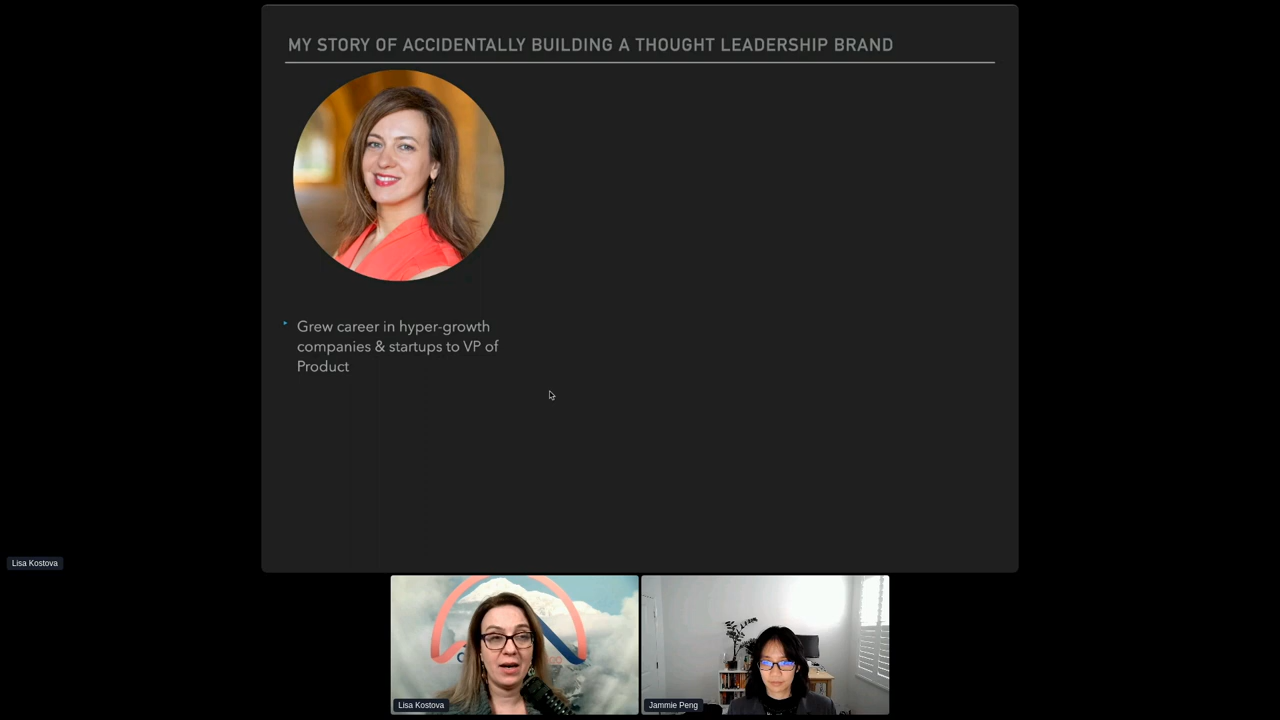 MY STORY OF ACCIDENTALLY BUILDING A THOUGHT LEADERSHIP BRAND
Grew career in hyper-growth
companies & startups to VP of
Product
Lisa Kostova
Lisa Kostova
Jammie Peng